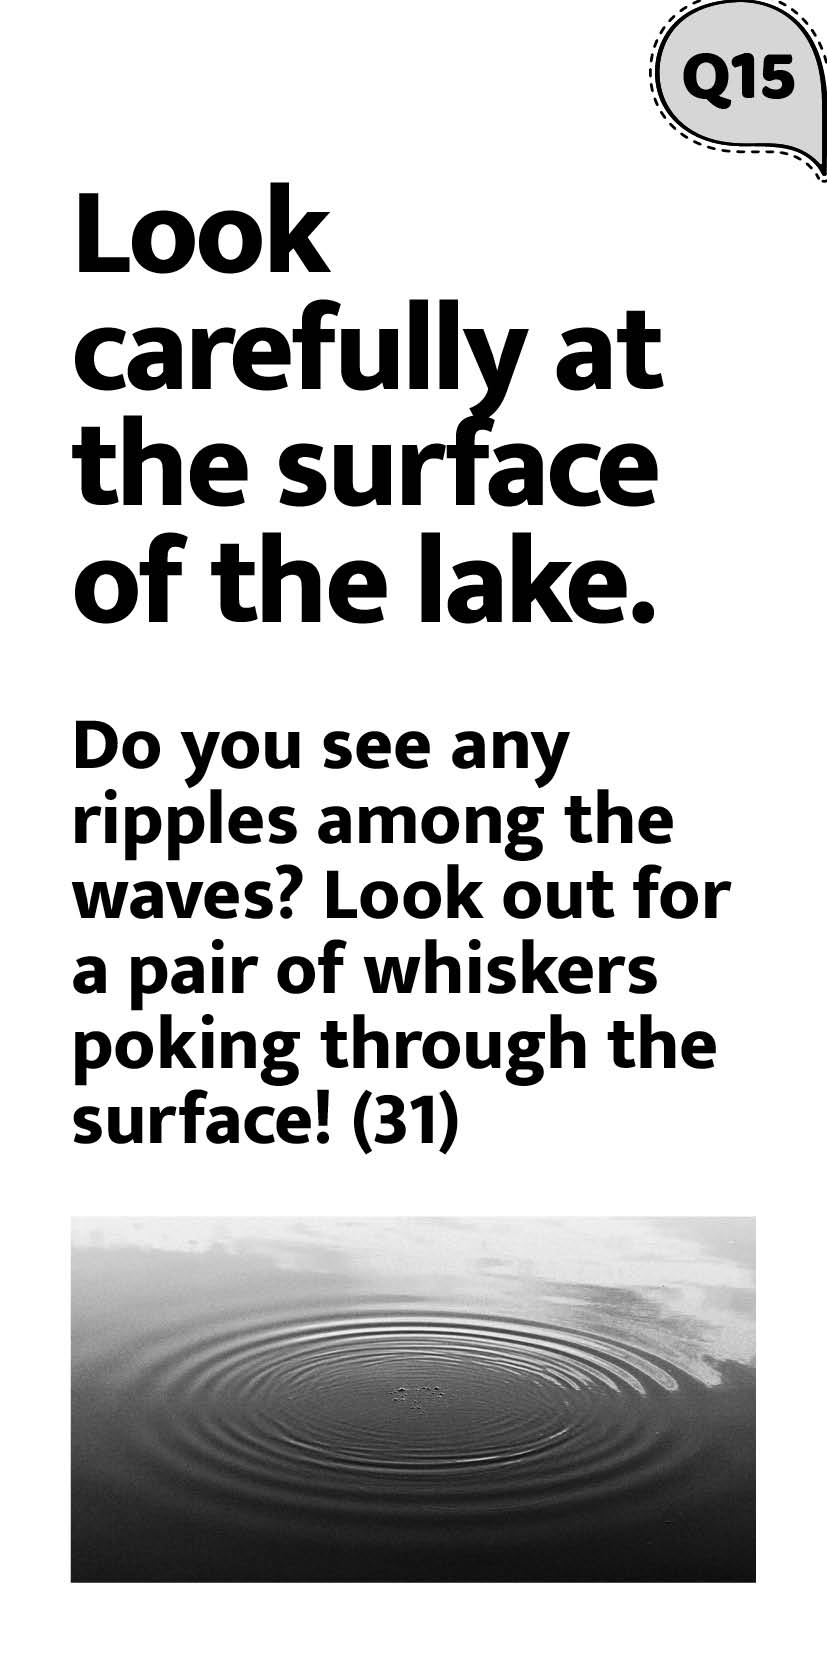 Q15
Look
carefully at
the surface
of the lake.
Do you see any
ripples among the
waves? Look out for
a pair of whiskers
poking through the
surface! (31)